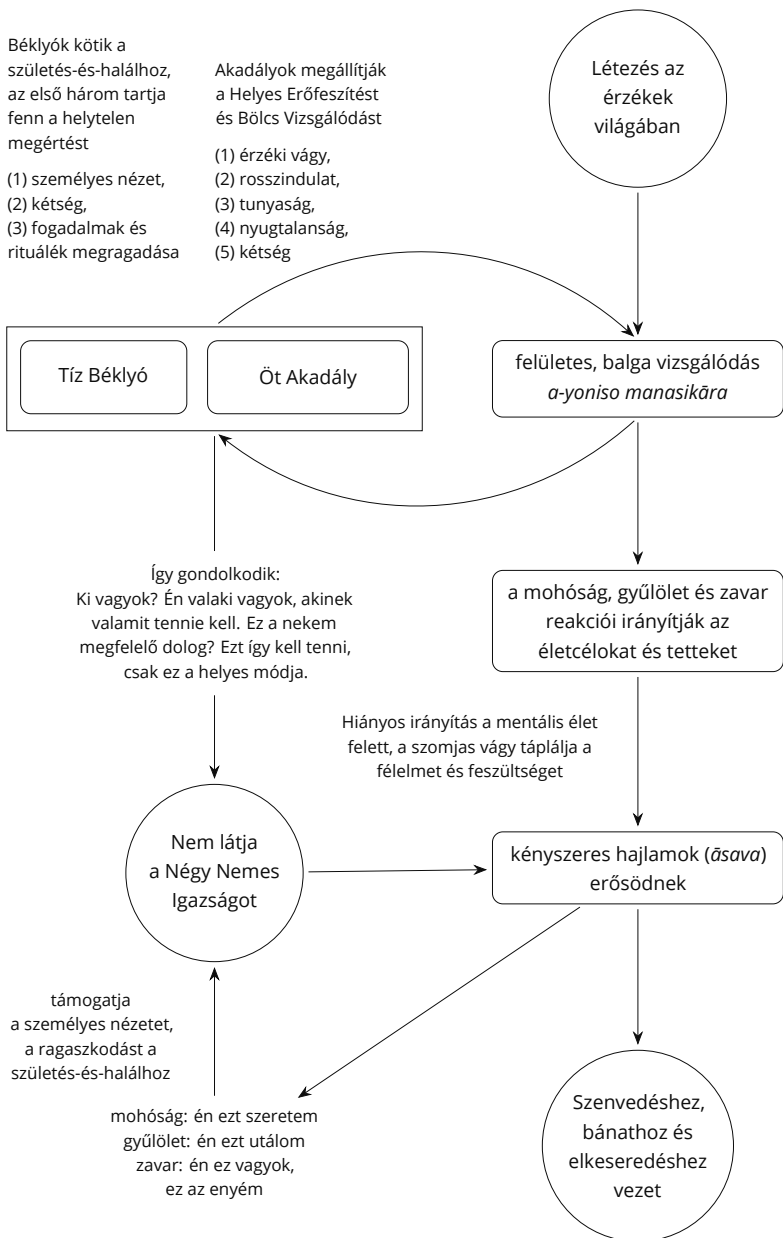 Béklyók kötik a
születés-és-halálhoz,
az első három tartja
fenn a helytelen
megértést
(1) személyes nézet,
(2) kétség,
(3) fogadalmak és
rituálék megragadása
Akadályok megállítják
a Helyes Erőfeszítést
és Bölcs Vizsgálódást
(1) érzéki vágy,
(2) rosszindulat,
(3) tunyaság,
(4) nyugtalanság,
(5) kétség
Létezés az
érzékek
világában
Tíz Béklyó
Öt Akadály
felületes, balga vizsgálódás
a-yoniso manasikāra
Így gondolkodik:
Ki vagyok? Én valaki vagyok, akinek
valamit tennie kell. Ez a nekem
megfelelő dolog? Ezt így kell tenni,
csak ez a helyes módja.
a mohóság, gyűlölet és zavar
reakciói irányítják az
életcélokat és tetteket
Hiányos irányítás a mentális élet
felett, a szomjas vágy táplálja a
félelmet és feszültséget
Nem látja
a Négy Nemes
Igazságot
kényszeres hajlamok (āsava)
erősödnek
támogatja
a személyes nézetet,
a ragaszkodást a
születés-és-halálhoz
mohóság: én ezt szeretem
gyűlölet: én ezt utálom
zavar: én ez vagyok,
ez az enyém
Szenvedéshez,
bánathoz és
elkeseredéshez
vezet